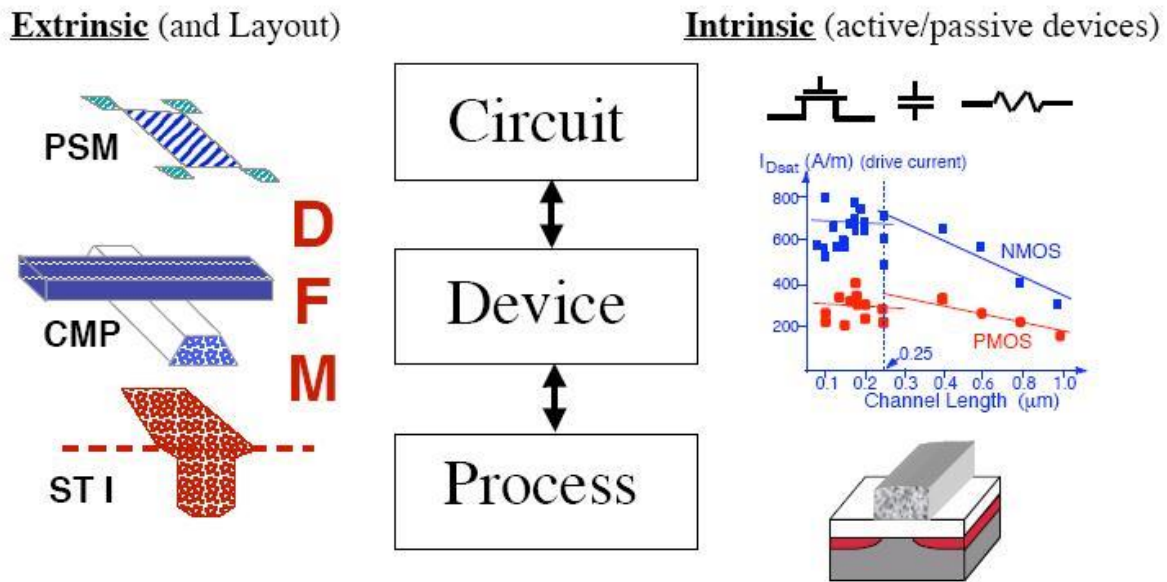 Extrinsic (and Layout)
Intrinsic (active/passive devices)
PSM
CMP
ST I
D
F
M
Circuit
Device
Process
I Dsat (A/m) (drive current)
800
600
400
200
NMOS
PMOS
0.25
0.1 0.2 0.3 0.4 0.6 0.8 1.0
Channel Length (μm)